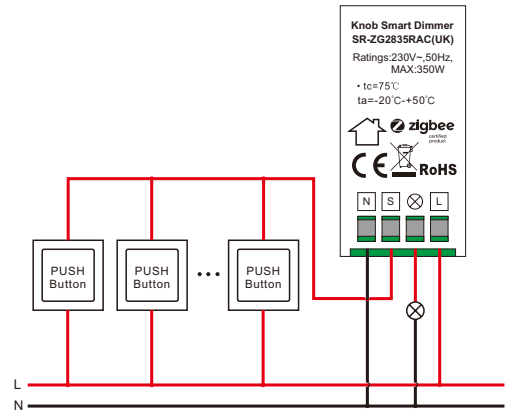 Knob Smart Dimmer
SR-ZG2835RAC(UK)
Ratings:230V~,50Hz,
MAX:350W
• tc=75℃
ta=-20℃-+50℃
zigbee
certified
product
CE RoHS
N S L
PUSH
Button
PUSH
Button
...
PUSH
Button
L
N